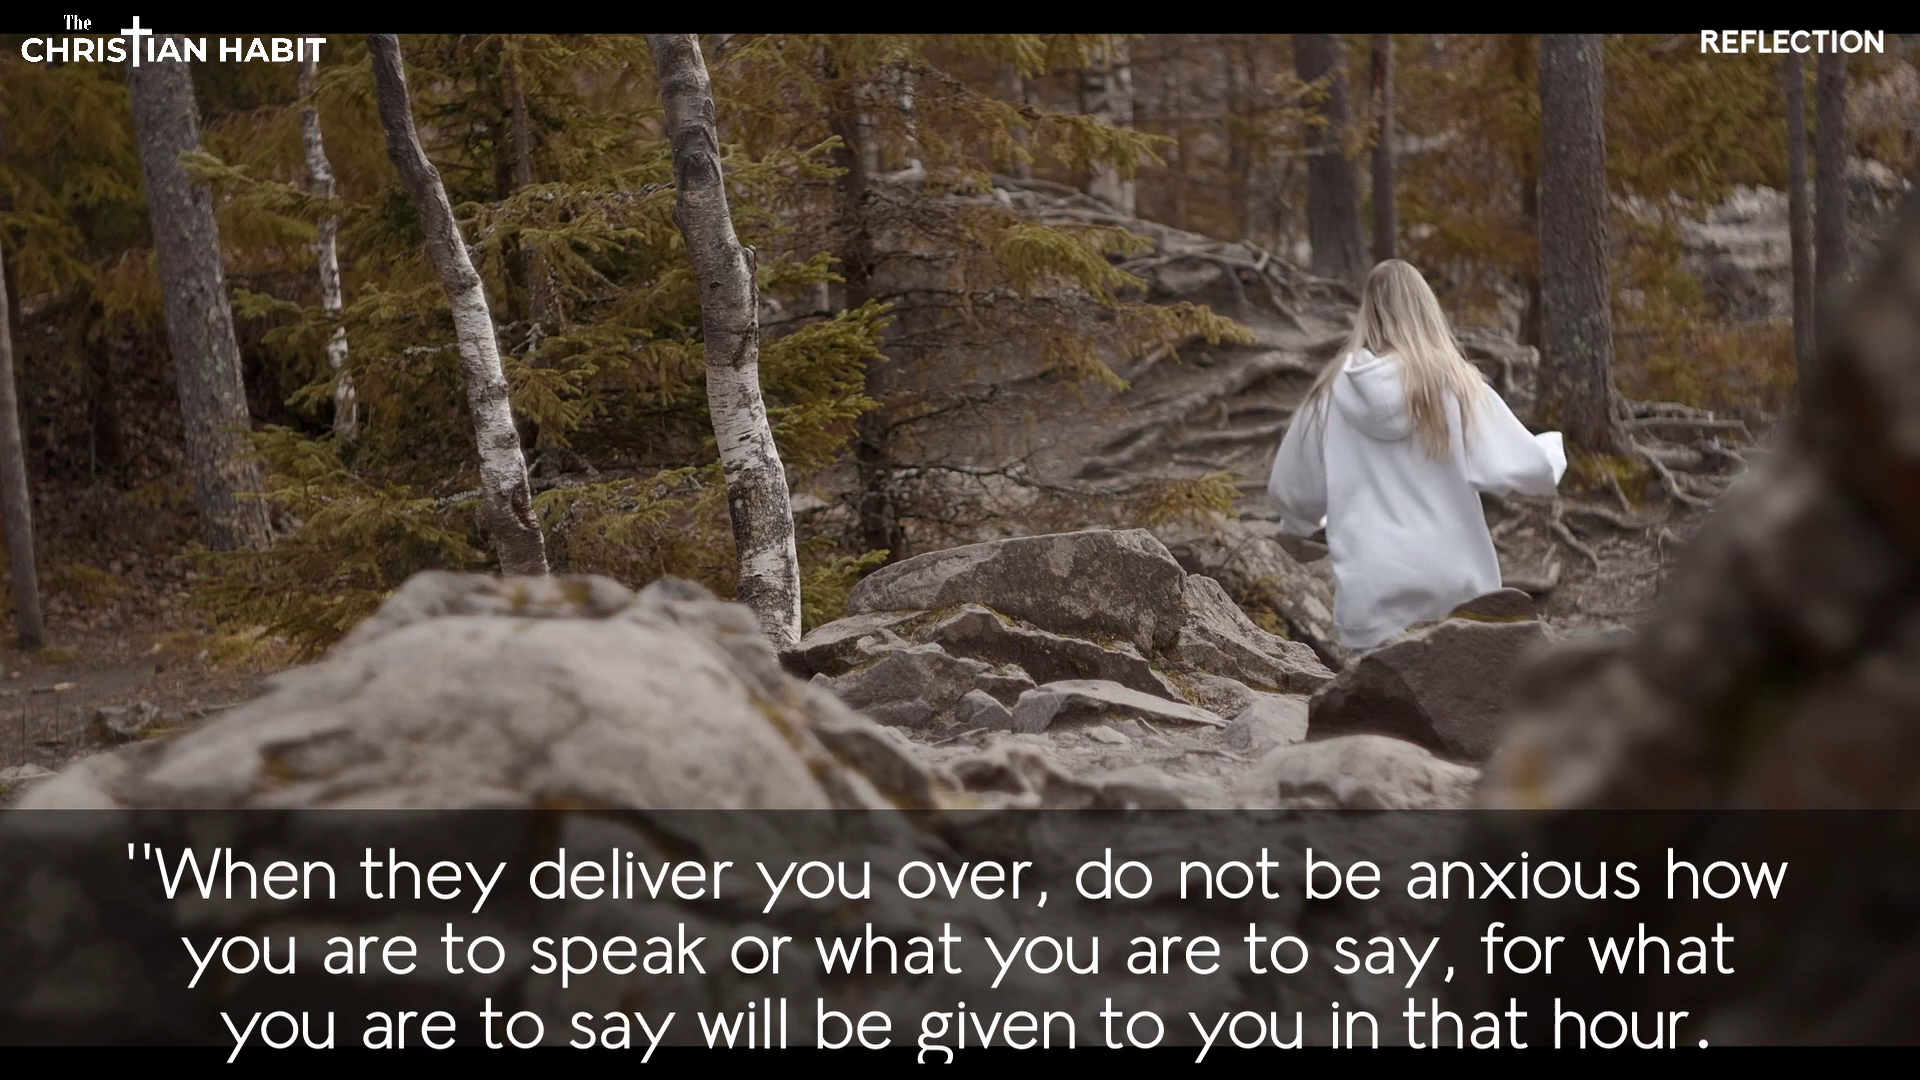 The
CHRISTIAN HABIT
REFLECTION
"When they deliver you over, do not be anxious how
you are to speak or what you are to say, for what
you are to say will be given to you in that hour.